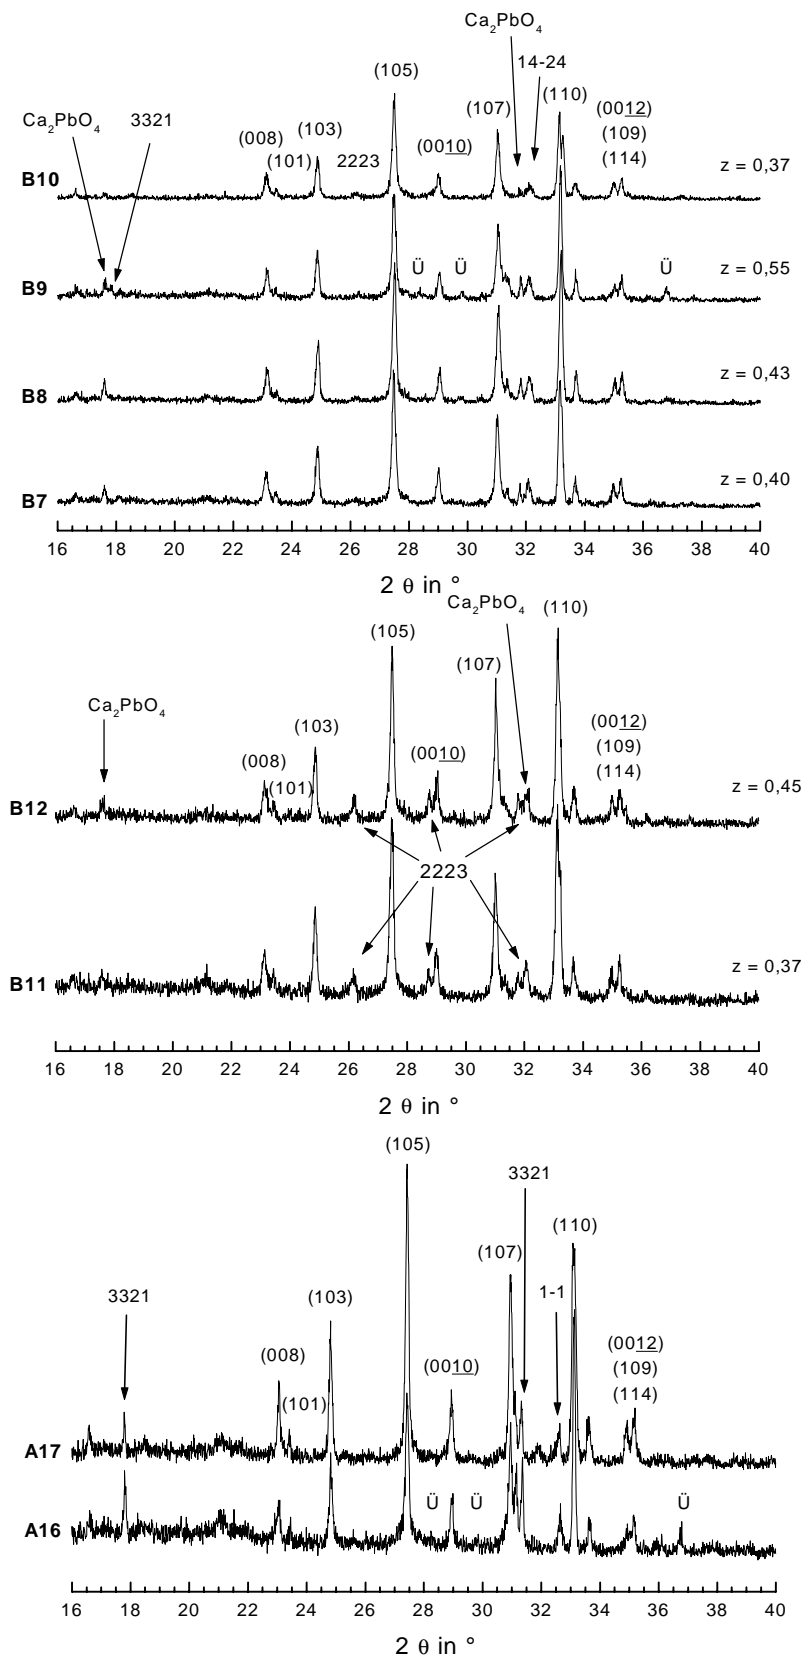 Ca2PbO4
14-24
(105)
(110)
(107)
(0012)
Ca2PbO4
3321
(103)
(008)
(0010)
(109)
(101)
2223
(114)
z = 0,37
B10
Ü
Ü
Ü
z = 0,55
B9
z = 0,43
B8
z = 0,40
B7
16 18 20 22 24 26 28 30 32 34 36 38 40
2 θ in °
Ca2PbO4
(110)
(105)
(107)
Ca2PbO4
(103)
(0012)
(008)
(0010)
(109)
(101)
(114)
z = 0,45
B12
2223
z = 0,37
B11
16 18 20 22 24 26 28 30 32 34 36 38 40
2 θ in °
(105)
3321
(110)
(107)
3321
(103)
1-1
(008)
(0010)
(0012)
(109)
(101)
(114)
A17
Ü
Ü
Ü
A16
16 18 20 22 24 26 28 30 32 34 36 38 40
2 θ in °